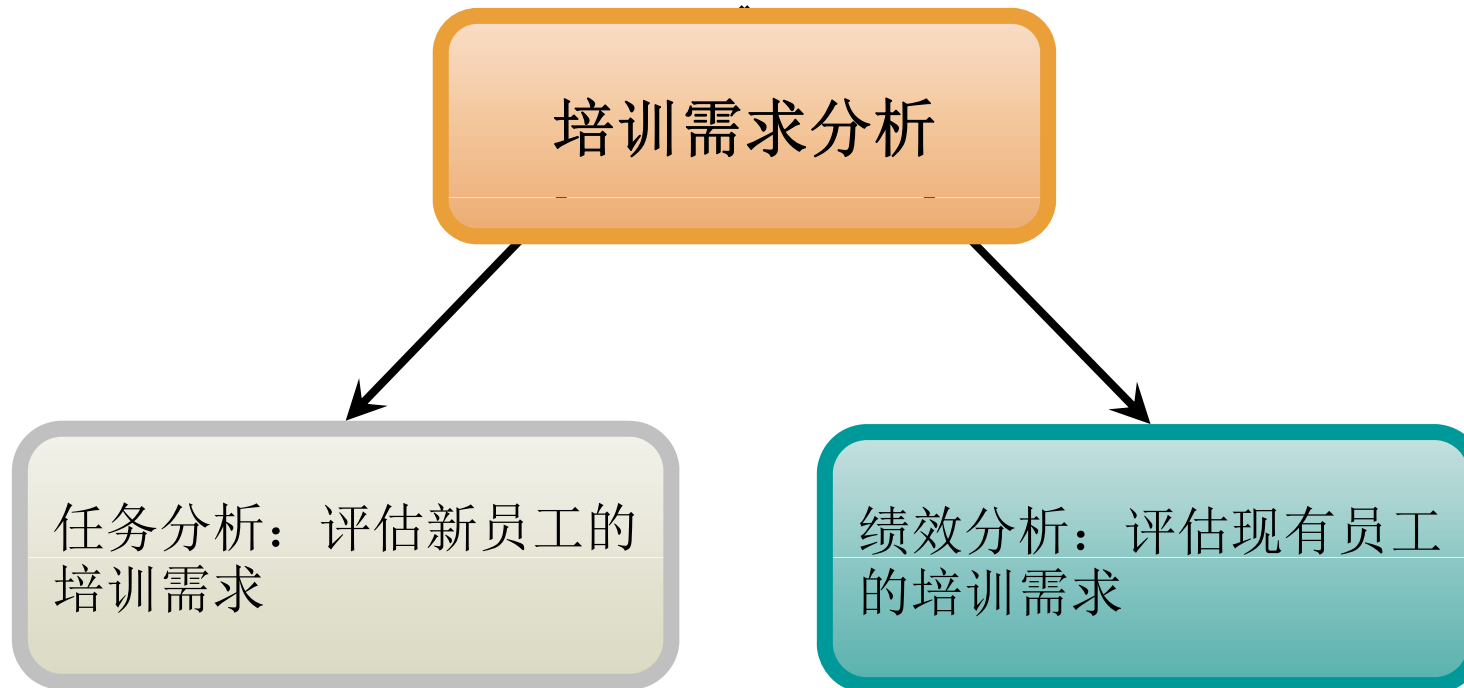 培训需求分析
任务分析：评估新员工的
培训需求
绩效分析：评估现有员工
的培训需求